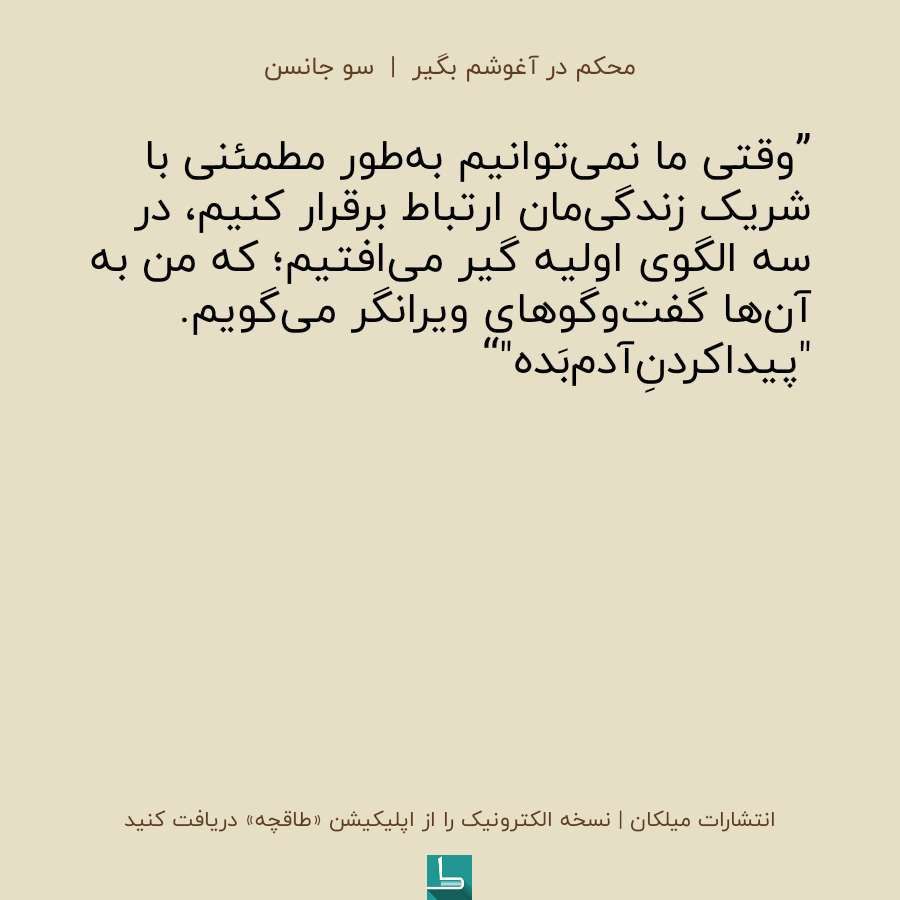 محکم در آغوشم بگیر | سو جانسن
”وقتی ما نمی‌توانیم به‌طور مطمئنی با
شریک زندگی‌مان ارتباط برقرار کنیم، در
سه الگوی اولیه گیر می‌افتیم؛ که من به
آن‌ها گفت‌وگوهای ویرانگر می‌گویم.
"پیداکردنِ‌آدم‌بَده"“
انتشارات میلکان | نسخه الکترونیک را از اپلیکیشن «طاقچه» دریافت کنید